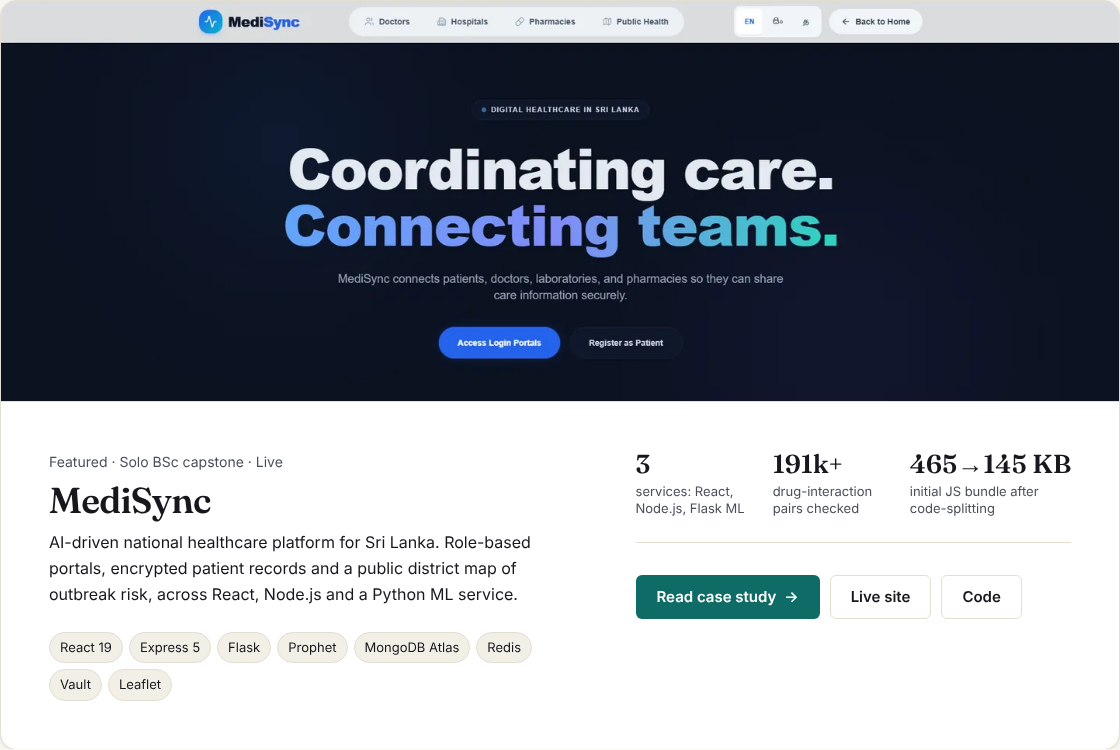 MediSync
Doctors
Hospitals
Pharmacies
Public Health
EN
Back to Home
DIGITAL HEALTHCARE IN SRI LANKA
Coordinating care.
Connecting teams.
MediSync connects patients, doctors, laboratories, and pharmacies so they can share
care information securely.
Access Login Portals
Register as Patient
Featured · Solo BSc capstone · Live
MediSync
AI-driven national healthcare platform for Sri Lanka. Role-based
portals, encrypted patient records and a public district map of
outbreak risk, across React, Node.js and a Python ML service.
React 19
Express 5
Flask
Prophet
MongoDB Atlas
Redis
Vault
Leaflet
3
services: React,
Node.js, Flask ML
191k+
drug-interaction
pairs checked
465→145 KB
initial JS bundle after
code-splitting
Read case study →
Live site
Code